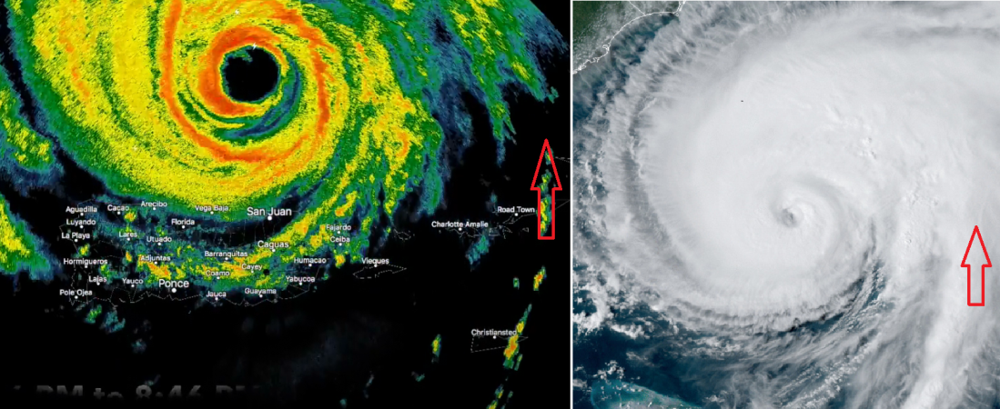 Aguadilla
Cacao
Arecibo
Vega Baja
San Juan
Luyando
Florida
La Playa
Lares
Utuado
Caguas
Fajardo
Ceiba
Charlotte Amalie
Road Town
Hormigueros
Adjuntas
Barranquitas
Cayey
Humacao
Vieques
Lajas
Yauco
Ponce
Coamo
Yabucoa
Pole Ojea
Jauca
Guayama
Christiansted
PM to 8:46 P